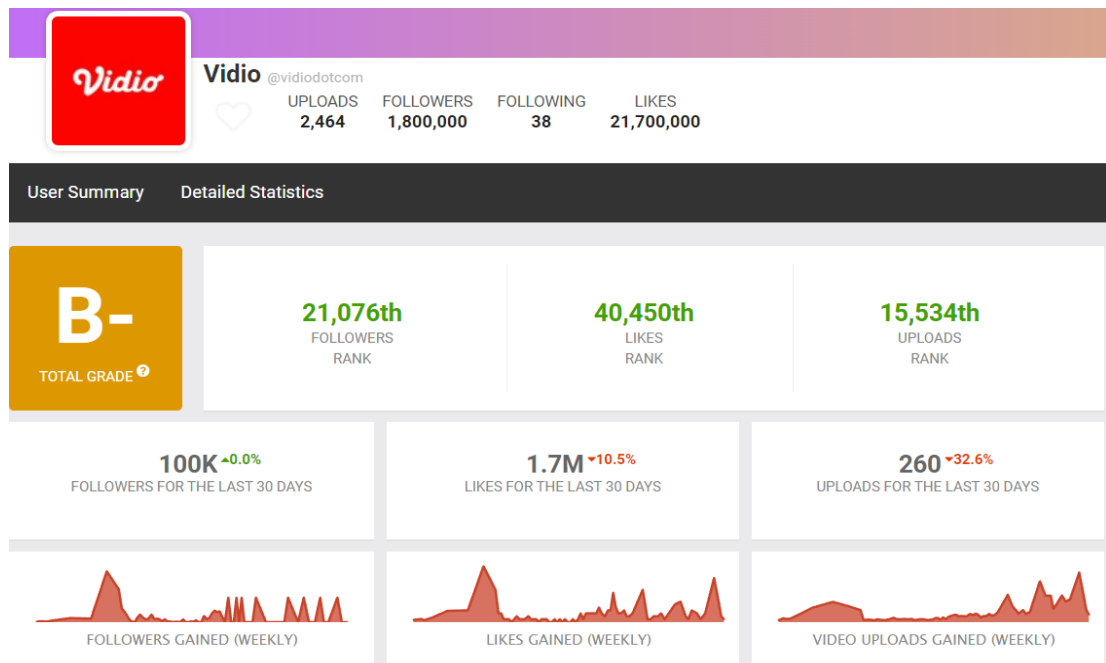 Vidio
Vidio @vidiodotcom
UPLOADS FOLLOWERS FOLLOWING LIKES
2,464 1,800,000 38 21,700,000
User Summary Detailed Statistics
B-
TOTAL GRADE ?
21,076th 40,450th 15,534th
FOLLOWERS LIKES UPLOADS
RANK RANK RANK
100K 0.0% 1.7M 10.5% 260 32.6%
FOLLOWERS FOR THE LAST 30 DAYS LIKES FOR THE LAST 30 DAYS UPLOADS FOR THE LAST 30 DAYS
FOLLOWERS GAINED (WEEKLY) LIKES GAINED (WEEKLY) VIDEO UPLOADS GAINED (WEEKLY)